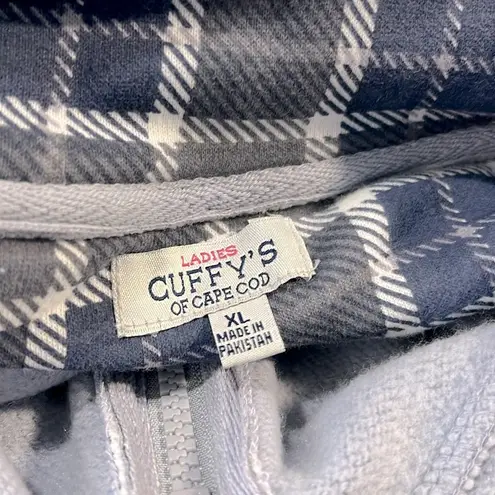 LADIES
CUFFY'S
OF CAPE COD
XL
MADE IN
PAKISTAN